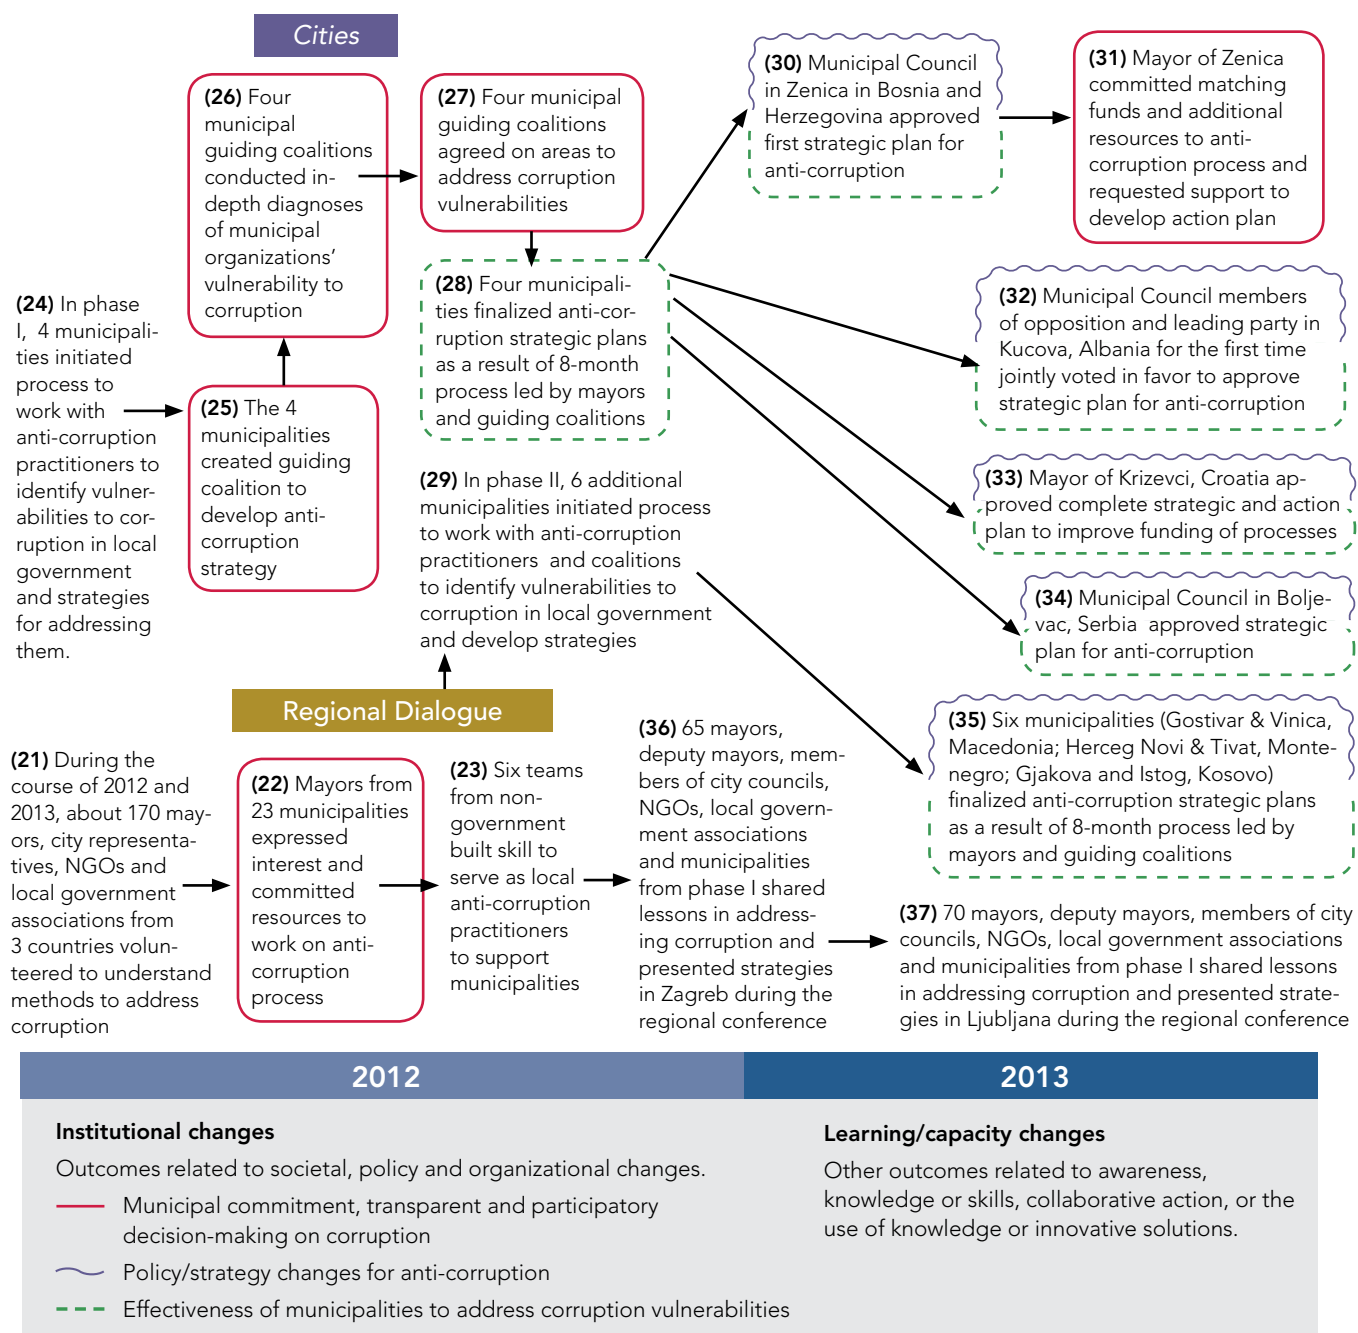 Cities
(24) In phase
I, 4 municipali-
ties initiated
process to
work with
anti-corruption
practitioners to
identify vulner-
abilities to cor-
ruption in local
government
and strategies
for addressing
them.
(25) The 4
municipalities
created guiding
coalition to
develop anti-
corruption
strategy
(26) Four
municipal
guiding coalitions
conducted in-
depth diagnoses
of municipal
organizations’
vulnerability to
corruption
(27) Four municipal
guiding coalitions
agreed on areas to
address corruption
vulnerabilities
(28) Four municipali-
ties finalized anti-cor-
ruption strategic plans
as a result of 8-month
process led by mayors
and guiding coalitions
(29) In phase II, 6 additional
municipalities initiated process
to work with anti-corruption
practitioners and coalitions
to identify vulnerabilities to
corruption in local government
and develop strategies
(30) Municipal Council
in Zenica in Bosnia and
Herzegovina approved
first strategic plan for
anti-corruption
(31) Mayor of Zenica
committed matching
funds and additional
resources to anti-
corruption process and
requested support to
develop action plan
(32) Municipal Council members
of opposition and leading party in
Kucova, Albania for the first time
jointly voted in favor to approve
strategic plan for anti-corruption
(33) Mayor of Krizevci, Croatia ap-
proved complete strategic and action
plan to improve funding of processes
(34) Municipal Council in Bolje-
vac, Serbia approved strategic
plan for anti-corruption
(35) Six municipalities (Gostivar & Vinica,
Macedonia; Herceg Novi & Tivat, Monte-
negro; Gjakova and Istog, Kosovo)
finalized anti-corruption strategic plans
as a result of 8-month process led by
mayors and guiding coalitions
Regional Dialogue
(21) During the
course of 2012 and
2013, about 170 may-
ors, city representa-
tives, NGOs and
local government
associations from
3 countries volun-
teered to understand
methods to address
corruption
(22) Mayors from
23 municipalities
expressed
interest and
committed
resources to
work on anti-
corruption
process
(23) Six teams
from non-
government
built skill to
serve as local
anti-corruption
practitioners
to support
municipalities
(36) 65 mayors,
deputy mayors, mem-
bers of city councils,
NGOs, local govern-
ment associations
and municipalities
from phase I shared
lessons in address-
ing corruption and
presented strategies
in Zagreb during the
regional conference
(37) 70 mayors, deputy mayors, members of city
councils, NGOs, local government associations
and municipalities from phase I shared lessons
in addressing corruption and presented strate-
gies in Ljubljana during the regional conference
2012
2013
Institutional changes
Outcomes related to societal, policy and organizational changes.
Municipal commitment, transparent and participatory
decision-making on corruption
Policy/strategy changes for anti-corruption
Effectiveness of municipalities to address corruption vulnerabilities
Learning/capacity changes
Other outcomes related to awareness,
knowledge or skills, collaborative action, or the
use of knowledge or innovative solutions.